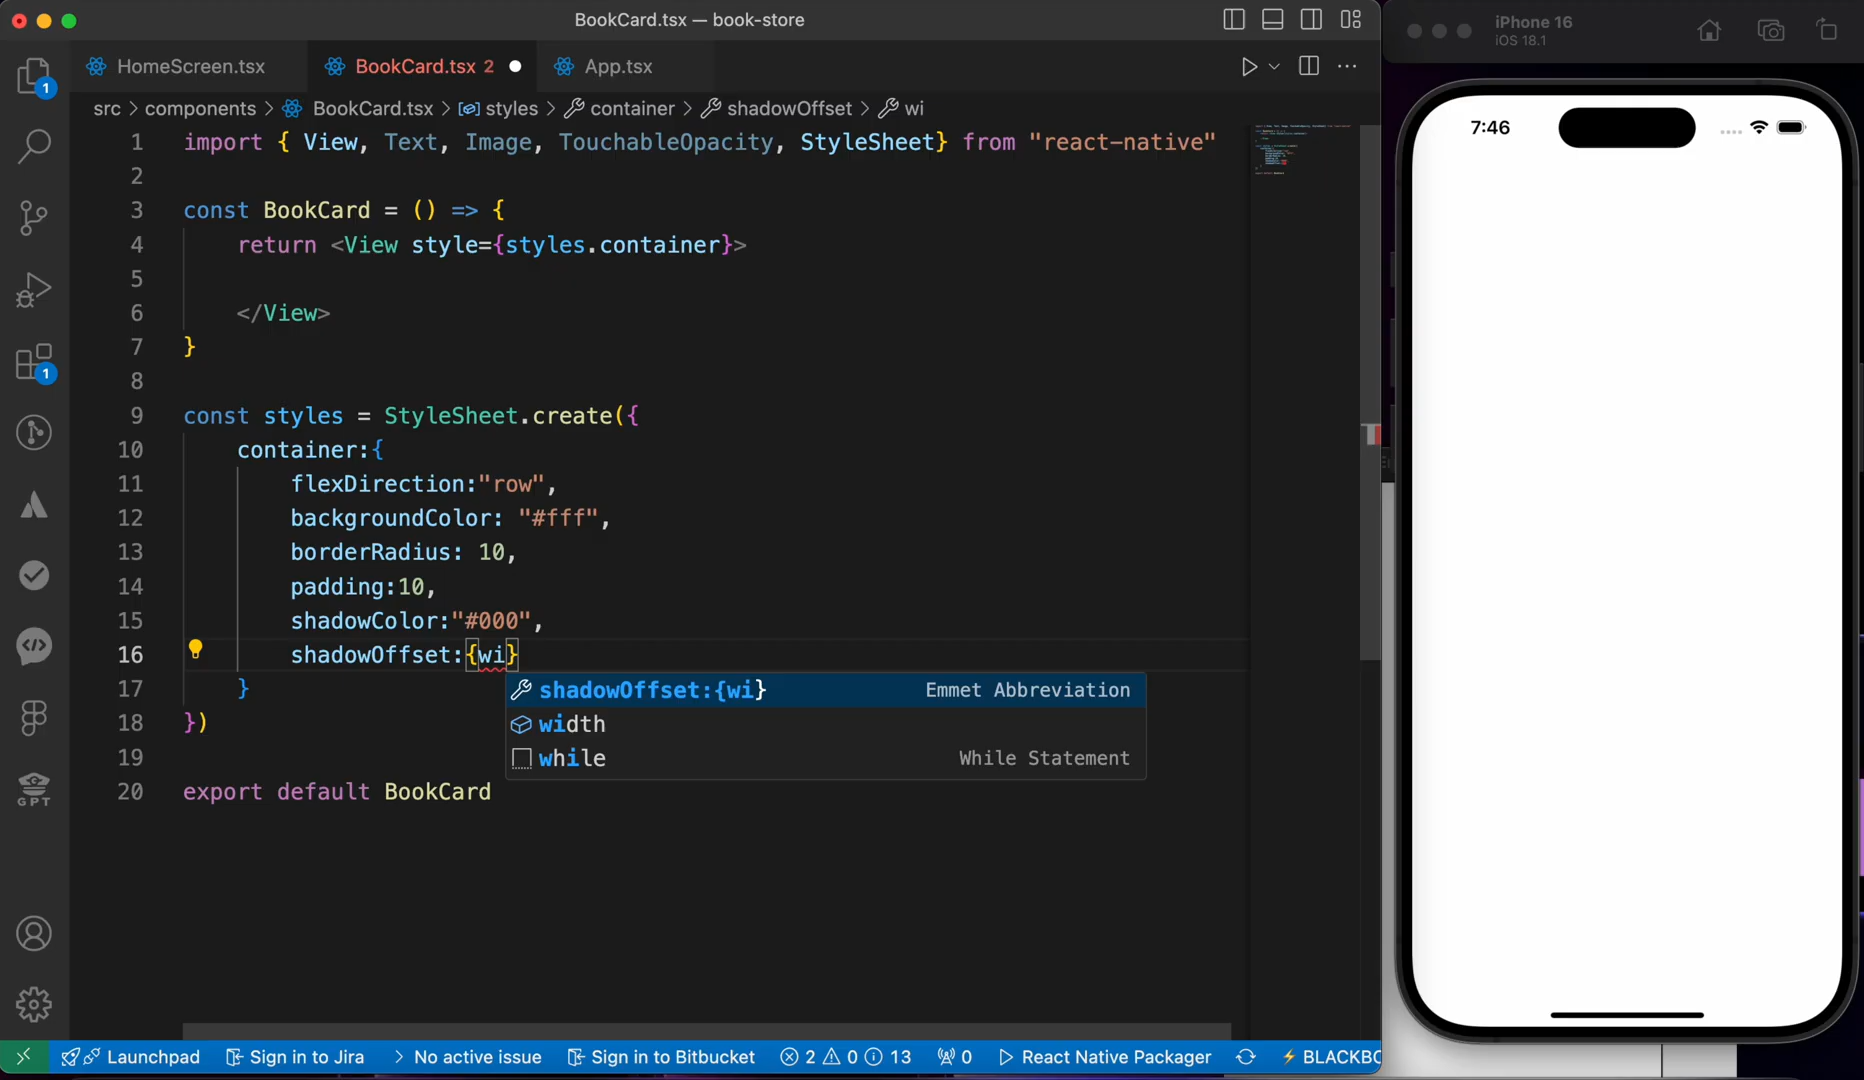 BookCard.tsx — book-store
HomeScreen.tsx
BookCard.tsx 2
App.tsx
src > components > BookCard.tsx > styles > container > shadowOffset > wi
1 import { View, Text, Image, TouchableOpacity, StyleSheet} from "react-native"
2
3 const BookCard = () => {
4 return <View style={styles.container}>
5
6 </View>
7 }
8
9 const styles = StyleSheet.create({
10 container:{
11 flexDirection:"row",
12 backgroundColor: "#fff",
13 borderRadius: 10,
14 padding:10,
15 shadowColor:"#000",
16 shadowOffset:{wi}
shadowOffset:{wi} Emmet Abbreviation
width
while While Statement
17 }
18 })
19
20 export default BookCard
1
1
GPT
Launchpad Sign in to Jira > No active issue Sign in to Bitbucket 2 0 13 0 React Native Packager BLACKBO
iPhone 16
iOS 18.1
7:46